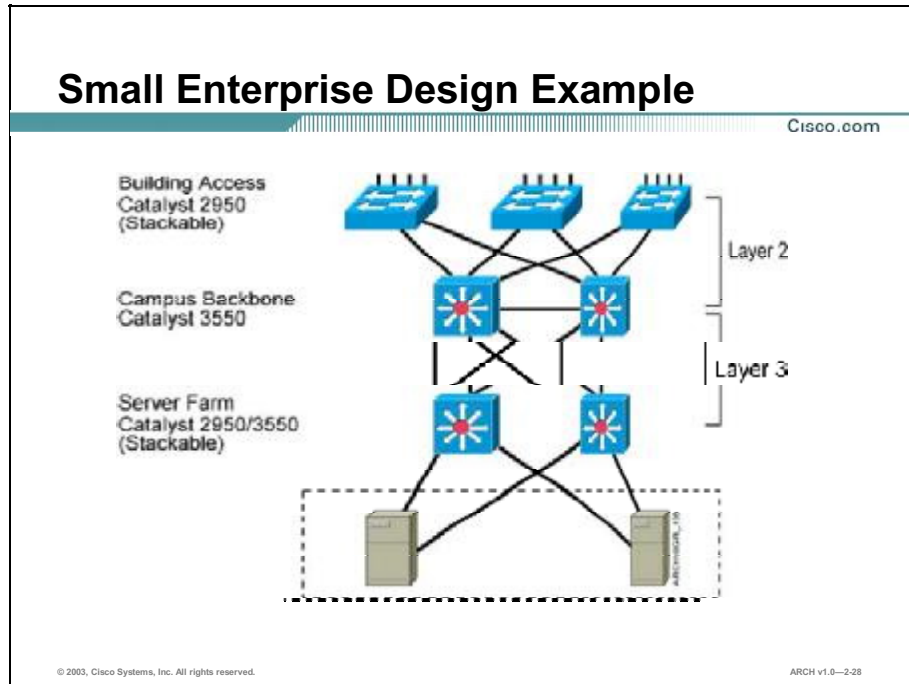 Small Enterprise Design Example
Cisco.com
Building Access
Catalyst 2950
(Stackable)
Layer 2
Campus Backbone
Catalyst 3550
Layer 3
Server Farm
Catalyst 2950/3550
(Stackable)
© 2003, Cisco Systems, Inc. All rights reserved.
ARCH v1.0—2-28